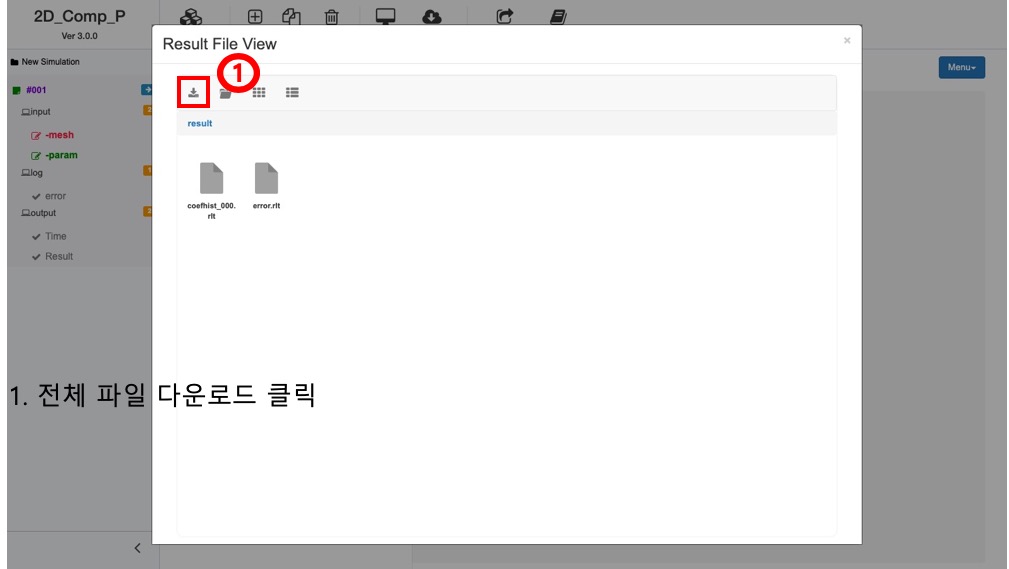 2D_Comp_P
Ver 3.0.0
Result File View
×
New Simulation
Menu
1
#001
input
result
-mesh
-param
log
error
coefhist_000.
rlt
error.rlt
output
Time
Result
1. 전체 파일 다운로드 클릭